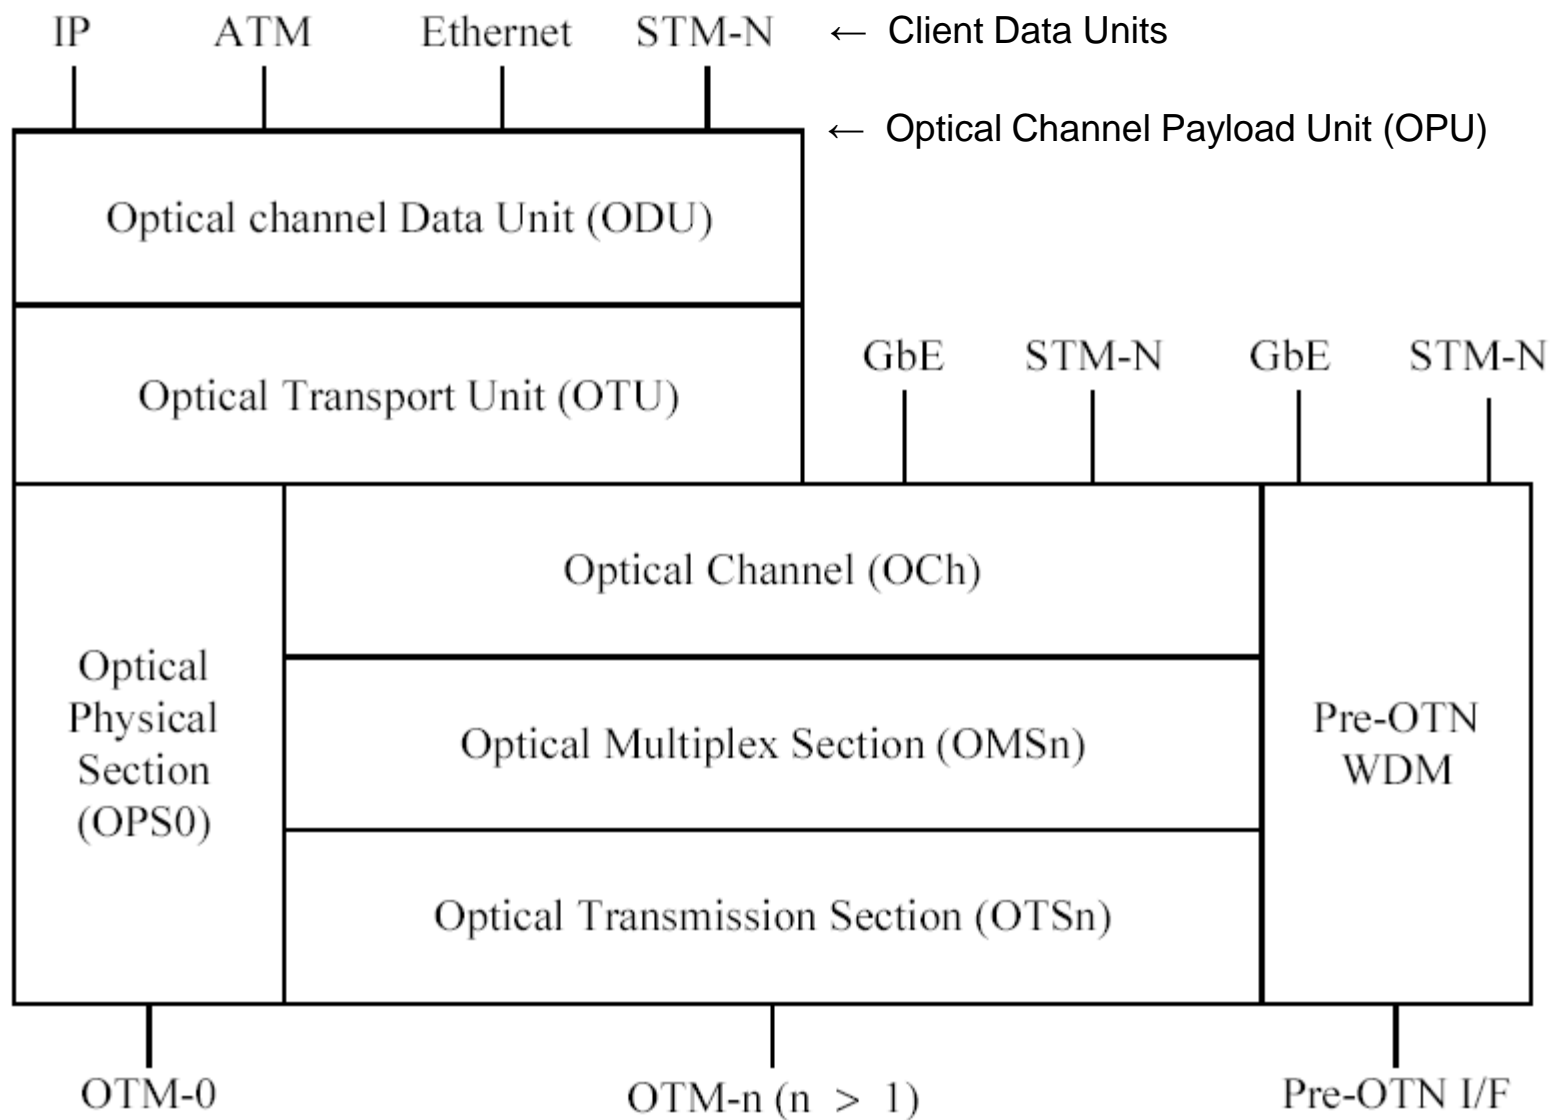 IP ATM Ethernet STM-N ← Client Data Units
← Optical Channel Payload Unit (OPU)
Optical channel Data Unit (ODU)
Optical Transport Unit (OTU)
GbE STM-N GbE STM-N
Optical Channel (OCh)
Optical
Physical
Section
(OPS0)
Optical Multiplex Section (OMSn)
Pre-OTN
WDM
Optical Transmission Section (OTSn)
OTM-0 OTM-n (n > 1) Pre-OTN I/F